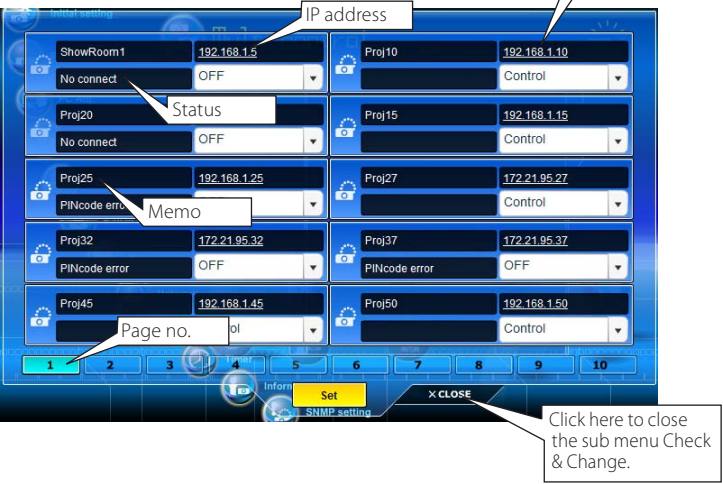 Initial setting
IP address
ShowRoom1 192.168.1.5 Proj10 192.168.1.10
No connect OFF Control
Status
Proj20 Proj15 192.168.1.15
No connect OFF Control
Proj25 192.168.1.25 Proj27 172.21.95.27
PINcode error Control
Memo
Proj32 172.21.95.32 Proj37 172.21.95.37
PINcode error OFF PINcode error OFF
Proj45 192.168.1.45 Proj50 192.168.1.50
Page no. Control
1 2 3 4 5 6 7 8 9 10
Timer
Set × CLOSE
SNMP setting
Click here to close
the sub menu Check
& Change.